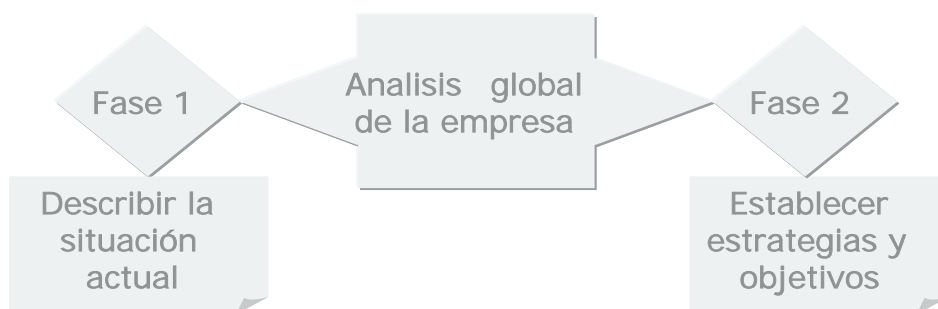 Fase 1
Analisis global
de la empresa
Fase 2
Describir la
situación
actual
Establecer
estrategias y
objetivos